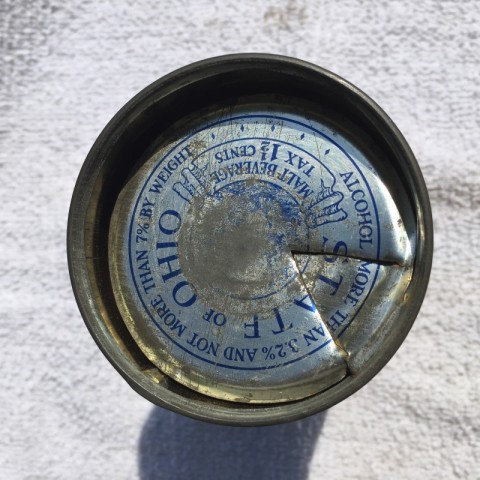 ALCOHOL MORE THAN 3.2% AND NOT MORE THAN 7% BY WEIGHT
STATE OF OHIO
TAX 1½ CENTS
MALT BEVERAGE